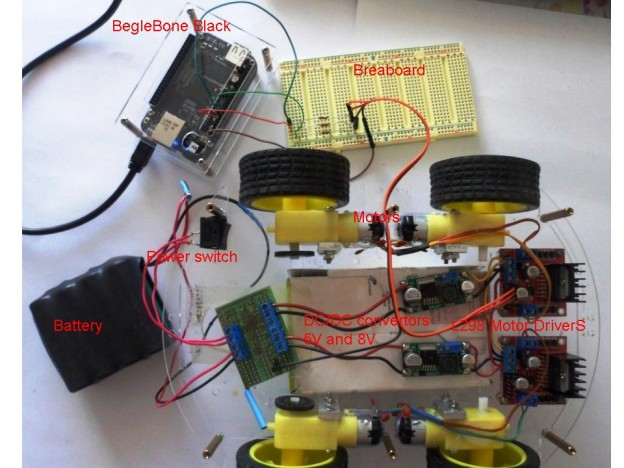 BegleBone Black
Breaboard
Motors
Power switch
Battery
DC/DC convertors
5V and 8V
L298 Motor DriverS